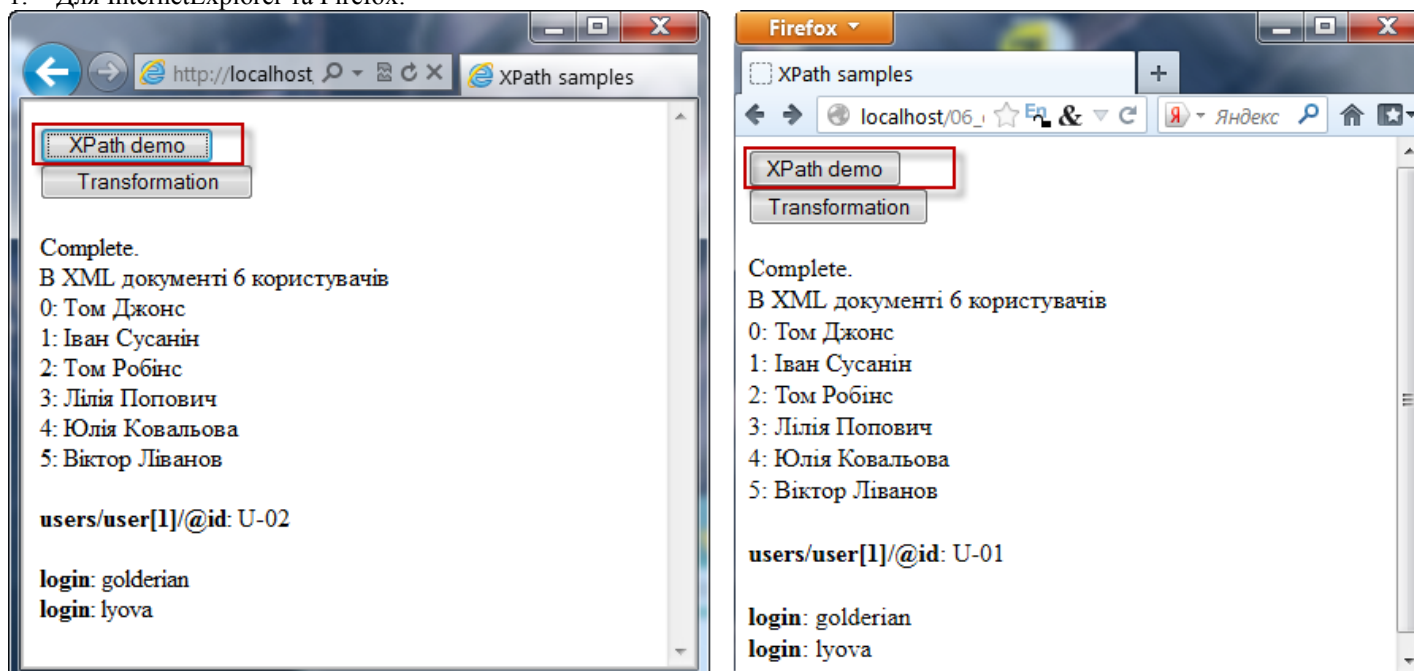 1. Для InternetExplorer та Firefox:
http://localhost
XPath samples
XPath demo
Transformation
Complete.
В XML документі 6 користувачів
0: Том Джонс
1: Іван Сусанін
2: Том Робінс
3: Лілія Попович
4: Юлія Ковальова
5: Віктор Ліванов
users/user[1]/@id: U-02
login: golderian
login: lyova
Firefox
XPath samples
localhost/06_
Яндекс
XPath demo
Transformation
Complete.
В XML документі 6 користувачів
0: Том Джонс
1: Іван Сусанін
2: Том Робінс
3: Лілія Попович
4: Юлія Ковальова
5: Віктор Ліванов
users/user[1]/@id: U-01
login: golderian
login: lyova